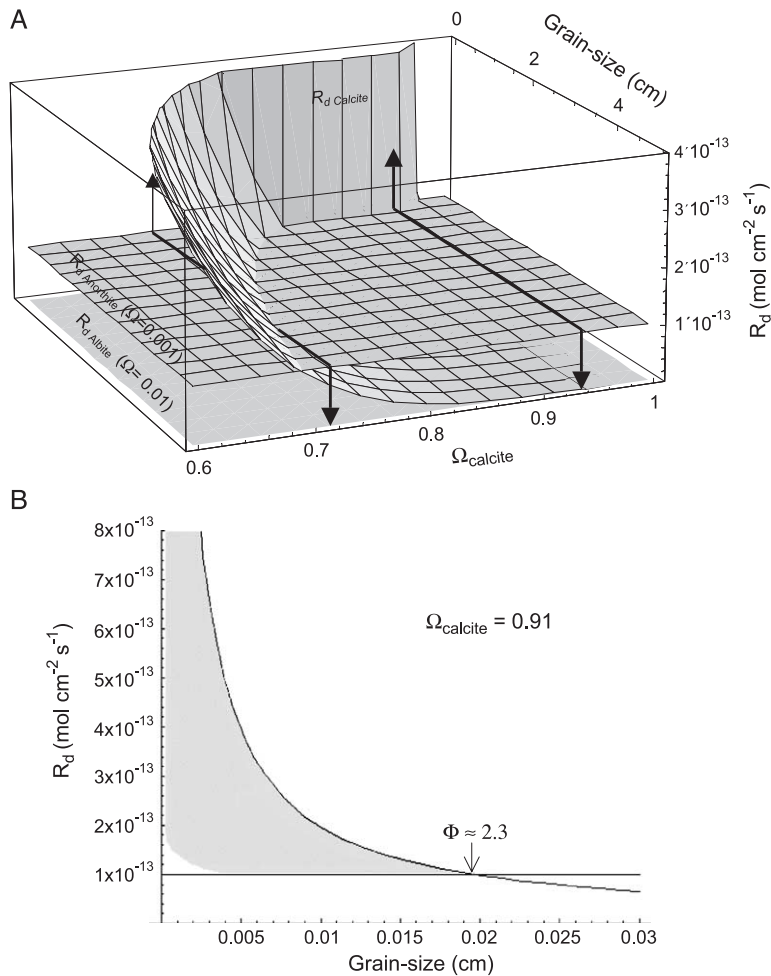 A
0
2
4
Grain-size (cm)
R_d Calcite
4´10⁻¹³
3´10⁻¹³
2´10⁻¹³
1´10⁻¹³
R_d (mol cm⁻² s⁻¹)
R_d Anorthite (Ω=0.001)
R_d Albite (Ω= 0.01)
0.6
0.7
0.8
0.9
1
Ω_calcite
B
8x10⁻¹³
7x10⁻¹³
6x10⁻¹³
5x10⁻¹³
4x10⁻¹³
3x10⁻¹³
2x10⁻¹³
1x10⁻¹³
R_d (mol cm⁻² s⁻¹)
Ω_calcite = 0.91
Φ ≈ 2.3
0.005 0.01 0.015 0.02 0.025 0.03
Grain-size (cm)